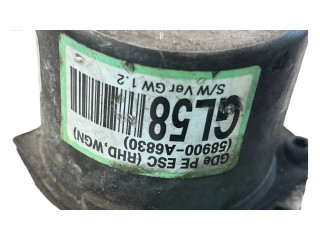 GDe PE ESC (RHD,WGN)
(58900-A6830)
GL58
S/W Ver GW 1.2